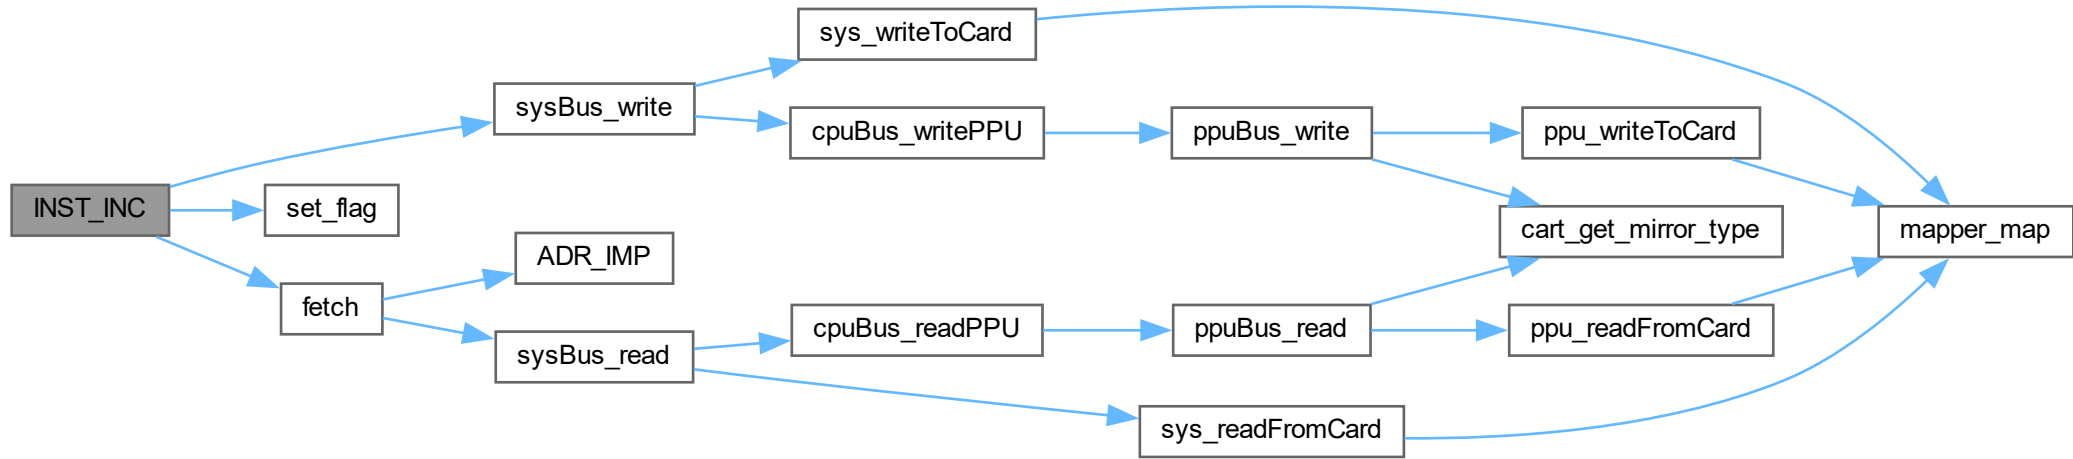 INST_INC
sysBus_write
set_flag
fetch
ADR_IMP
sysBus_read
sys_writeToCard
cpuBus_writePPU
cpuBus_readPPU
ppuBus_write
ppuBus_read
sys_readFromCard
ppu_writeToCard
cart_get_mirror_type
ppu_readFromCard
mapper_map